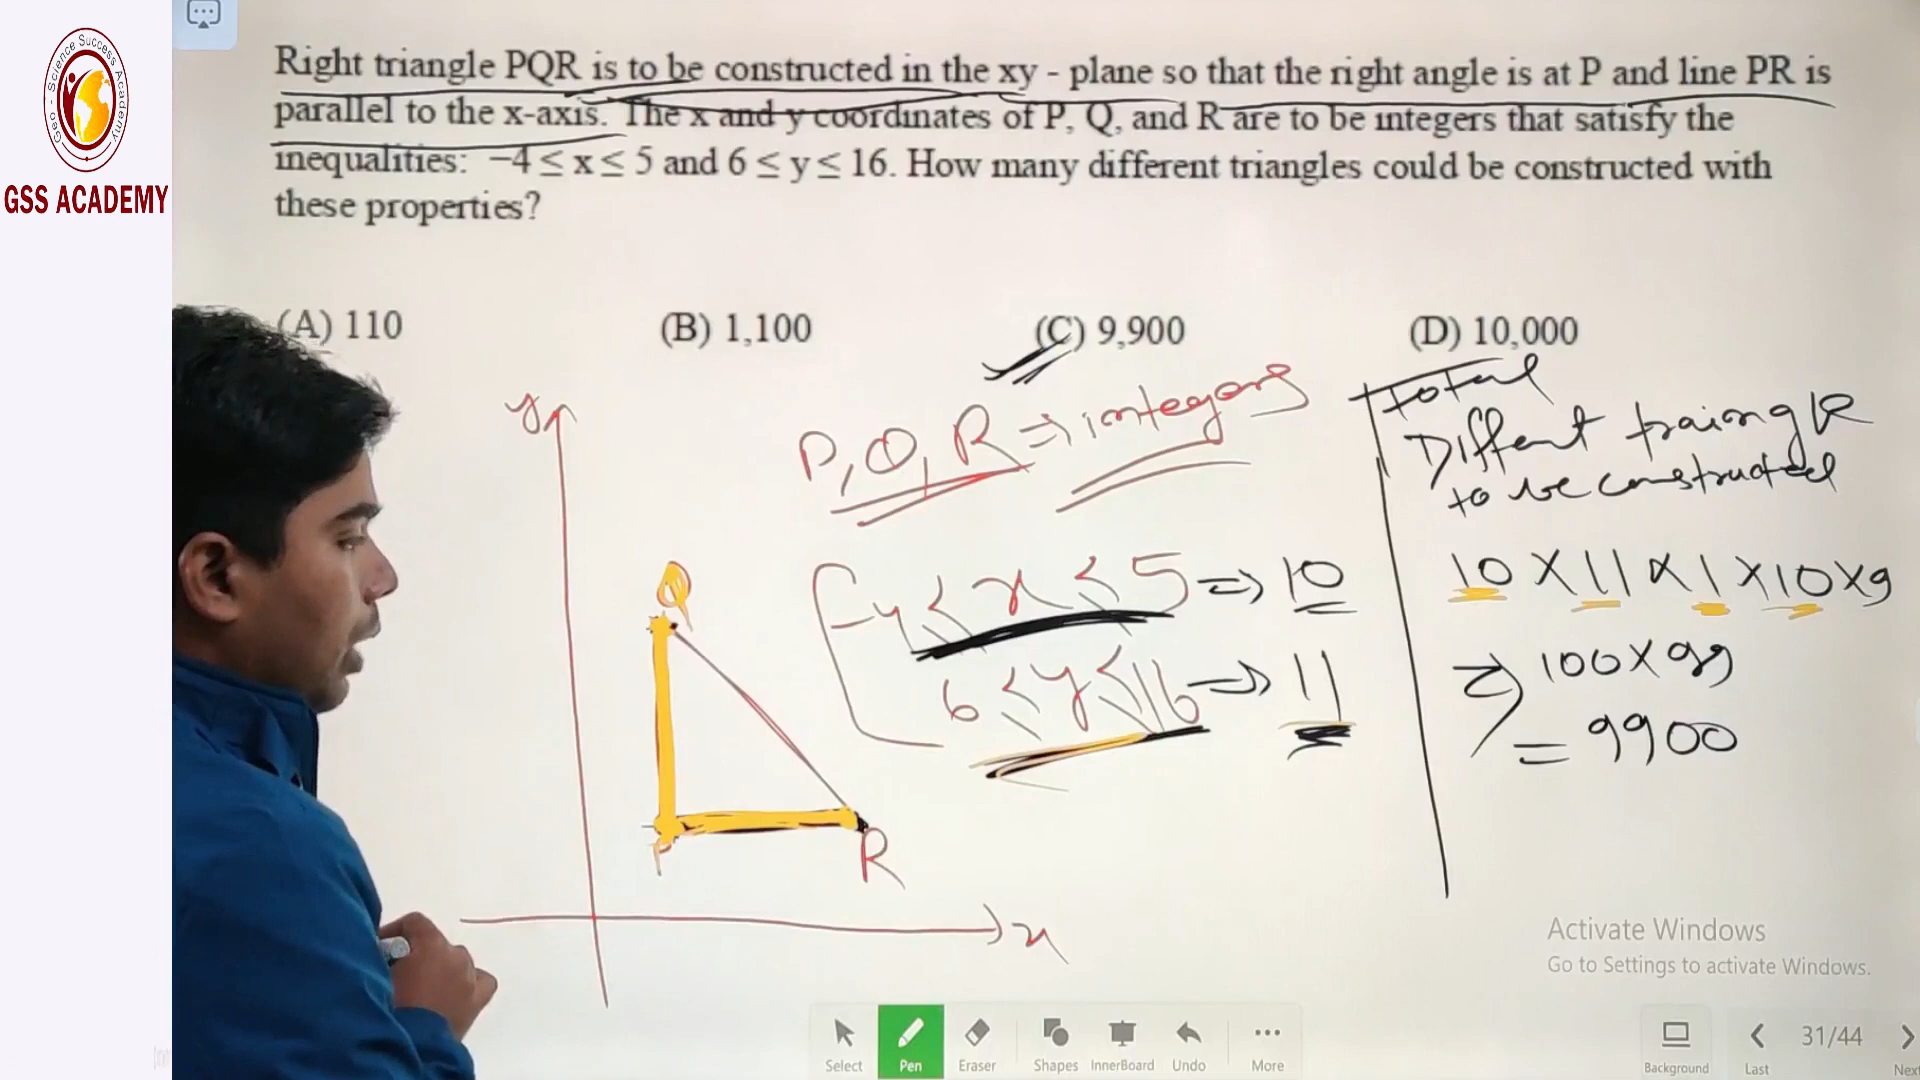 Geo - Science Success Academy
GSS ACADEMY
Right triangle PQR is to be constructed in the xy - plane so that the right angle is at P and line PR is
parallel to the x-axis. The x and y coordinates of P, Q, and R are to be integers that satisfy the
inequalities: −4 ≤ x ≤ 5 and 6 ≤ y ≤ 16. How many different triangles could be constructed with
these properties?
(A) 110 (B) 1,100 (C) 9,900 (D) 10,000
y
P, Q, R ⇒ integers
Total
Diffent traingle
to be constructed
Q
-4 ≤ x ≤ 5 ⇒ 10
10 X 11 X 1 X 10 X 9
6 ≤ y ≤ 16 ⇒ 11
⇒ 100 X 99
= 9900
P
R
x
Activate Windows
Go to Settings to activate Windows.
Select Pen Eraser Shapes InnerBoard Undo More
Background Last 31/44 Next